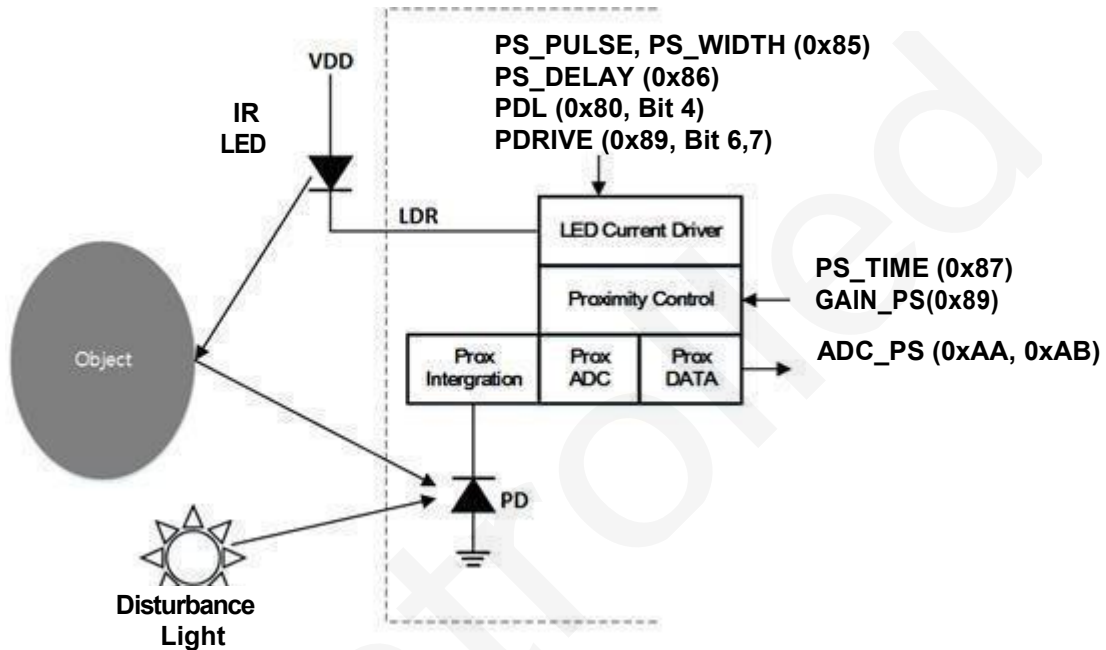 PS_PULSE, PS_WIDTH (0x85)
PS_DELAY (0x86)
PDL (0x80, Bit 4)
PDRIVE (0x89, Bit 6,7)
VDD
IR
LED
LDR
LED Current Driver
Proximity Control
PS_TIME (0x87)
GAIN_PS(0x89)
Prox
Intergration
Prox
ADC
Prox
DATA
ADC_PS (0xAA, 0xAB)
Object
PD
Disturbance
Light